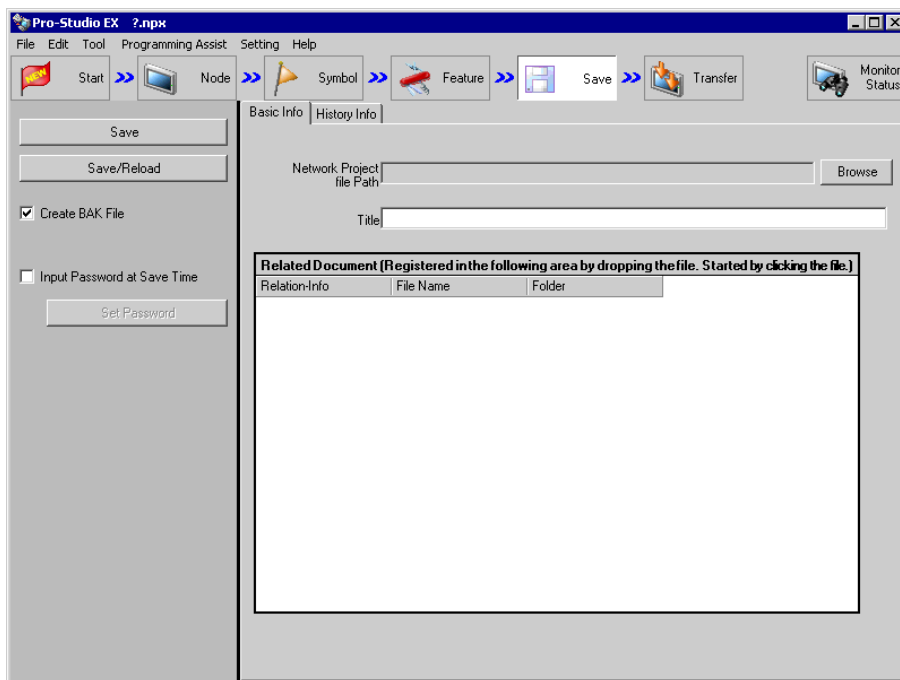 Pro-Studio EX ?.npx
File Edit Tool Programming Assist Setting Help
NEW Start Node Symbol Feature Save Transfer Monitor
Status
Basic Info History Info
Save
Save/Reload
Network Project
file Path
Browse
Create BAK File
Title
Input Password at Save Time
Set Password
Related Document (Registered in the following area by dropping the file. Started by clicking the file.)
Relation-Info File Name Folder